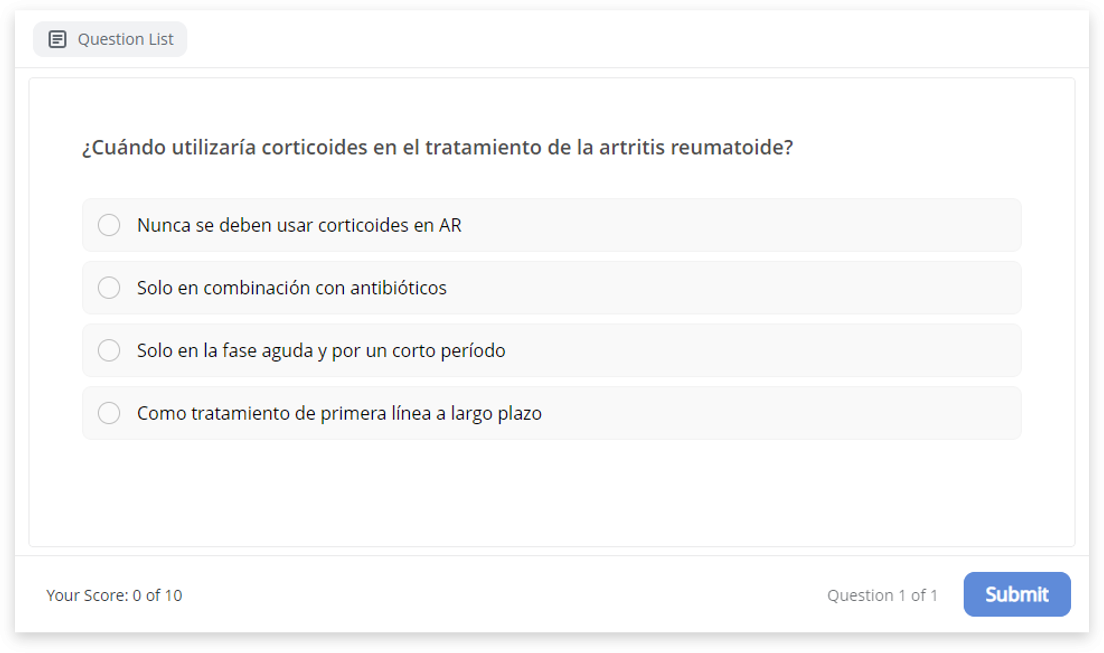 Question List
¿Cuándo utilizaría corticoides en el tratamiento de la artritis reumatoide?
Nunca se deben usar corticoides en AR
Solo en combinación con antibióticos
Solo en la fase aguda y por un corto período
Como tratamiento de primera línea a largo plazo
Your Score: 0 of 10
Question 1 of 1
Submit